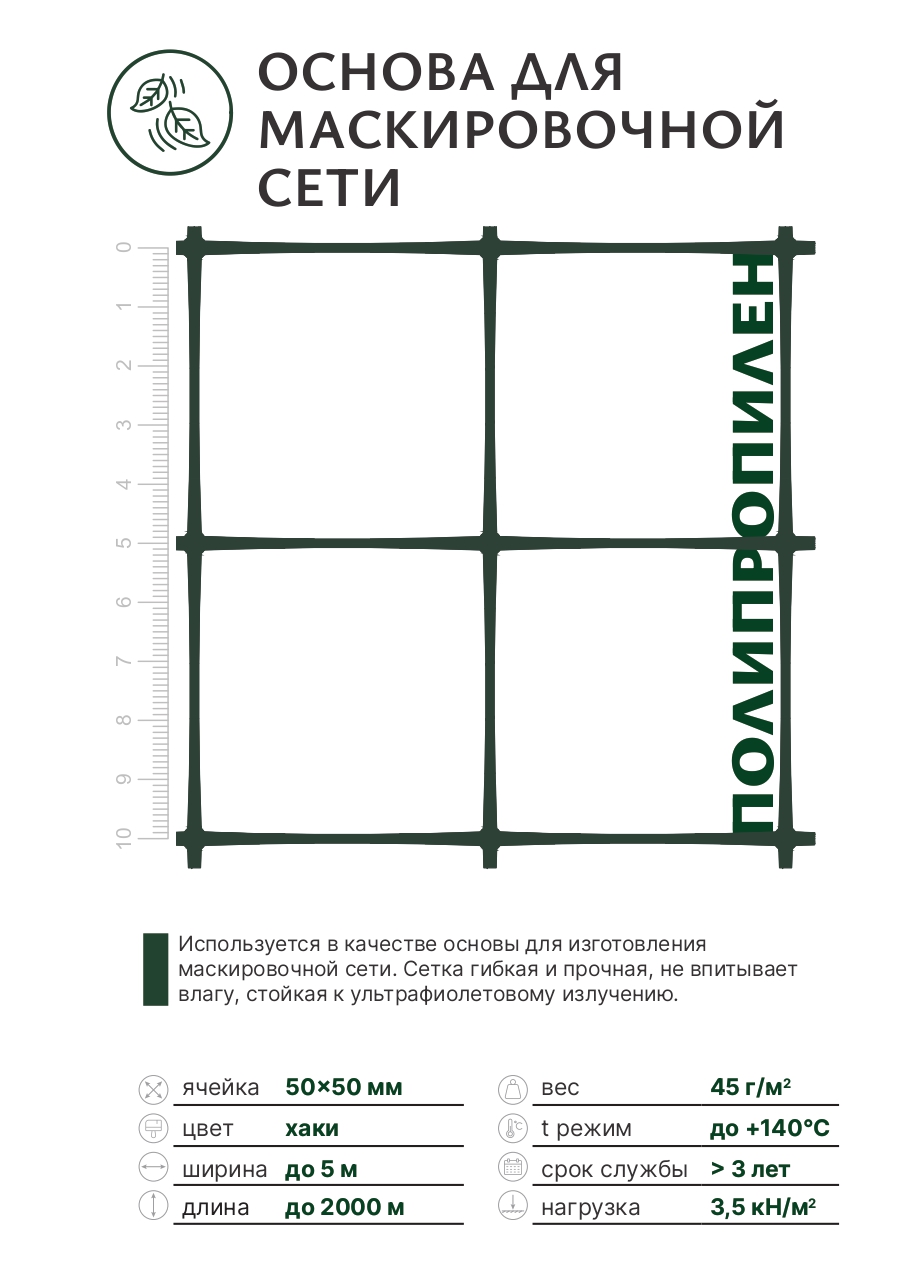 ОСНОВА ДЛЯ
МАСКИРОВОЧНОЙ
СЕТИ
0
1
2
3
4
5
6
7
8
9
10
ПОЛИПРОПИЛЕН
Используется в качестве основы для изготовления
маскировочной сети. Сетка гибкая и прочная, не впитывает
влагу, стойкая к ультрафиолетовому излучению.
ячейка 50×50 мм
цвет хаки
ширина до 5 м
длина до 2000 м
вес 45 г/м²
t режим до +140°C
срок службы > 3 лет
нагрузка 3,5 кН/м²